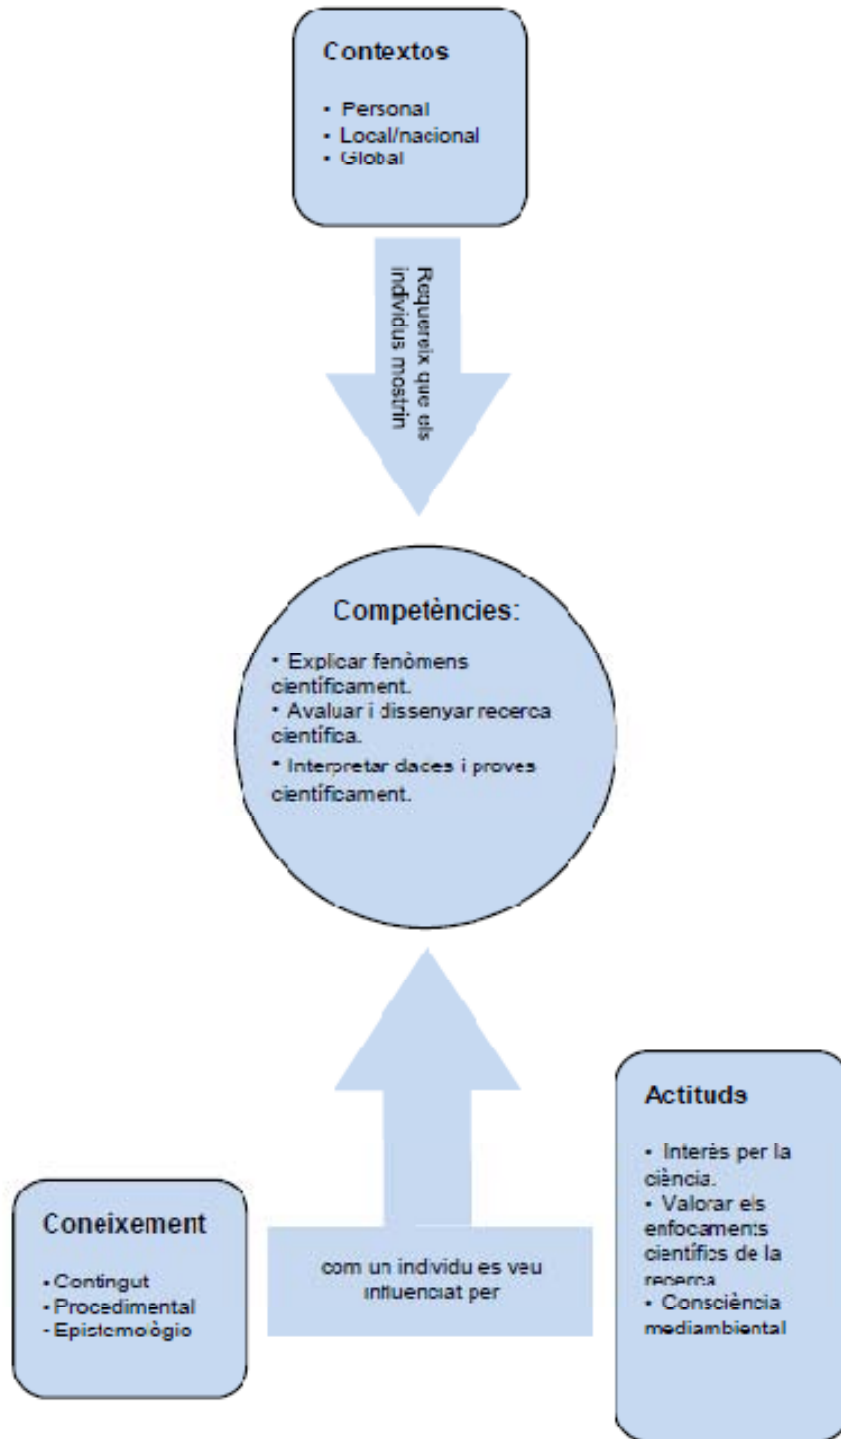 Contextos
• Personal
• Local/nacional
• Global
Requereix que els
individus mostrin
Competències:
• Explicar fenòmens
científicament.
• Avaluar i dissenyar recerca
científica.
• Interpretar dades i proves
científicament.
Actituds
• Interès per la
ciència.
• Valorar els
enfocaments
científics de la
recerca
• Consciència
mediambiental
Coneixement
• Contingut
• Procedimental
• Epistemològic
com un individu es veu
influenciat per